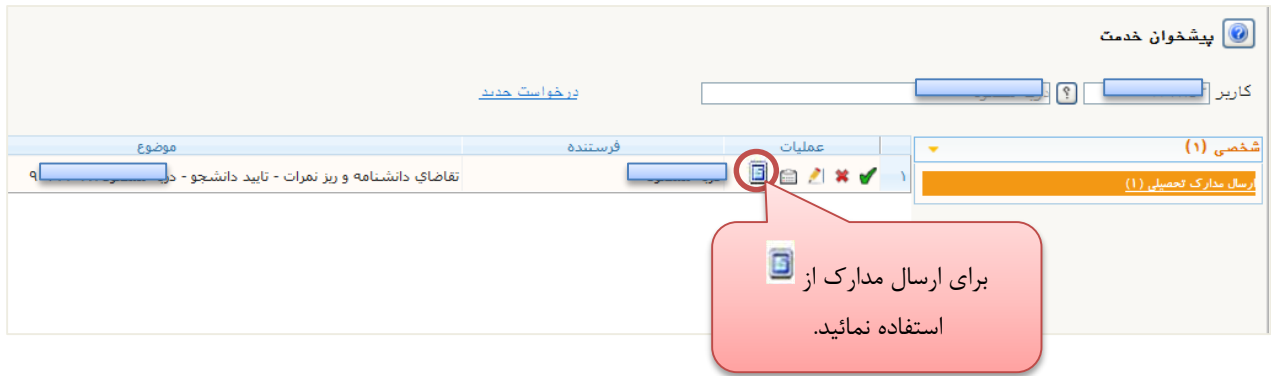 پیشخوان خدمت
کاربر
درخواست جدید
شخصی (۱)
ارسال مدارک تحصیلی (۱)
عملیات فرستنده موضوع
۱ تقاضاي دانشنامه و ریز نمرات - تایید دانشجو -
برای ارسال مدارک از
استفاده نمائید.